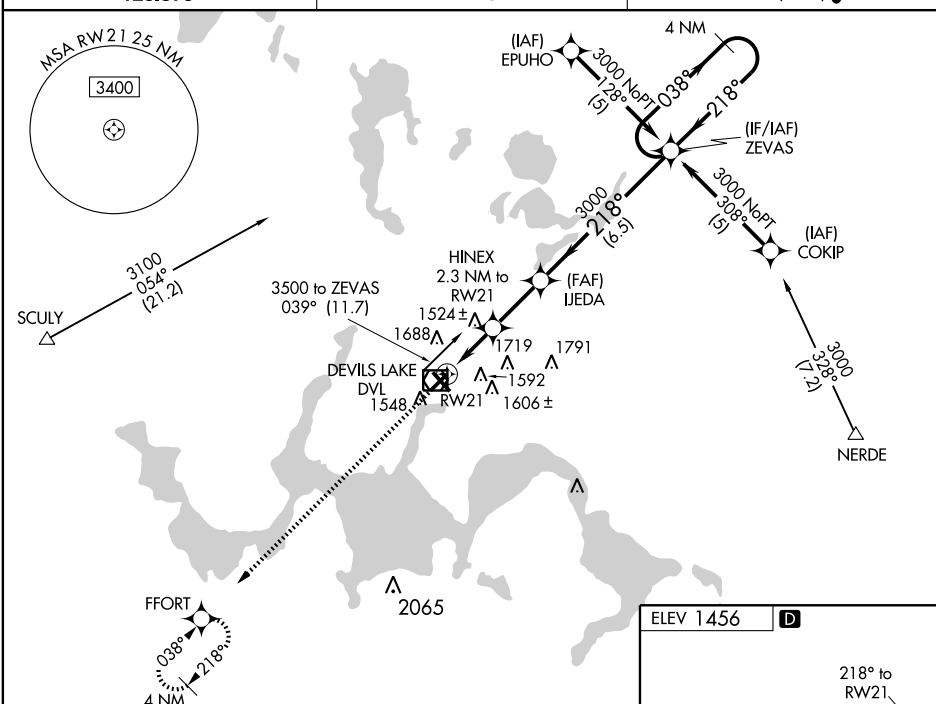 MSA RW21 25 NM
3400
4 NM
(IAF)
EPUHO
3000 NoPT
128°
(5)
038°
218°
(IF/IAF)
ZEVAS
3000 NoPT
308°
(5)
(IAF)
COKIP
3000
218°
(6.5)
HINEX
2.3 NM to
RW21
(FAF)
IJEDA
3100
054°
(21.2)
SCULY
3500 to ZEVAS
039° (11.7)
1524 ±
1688
1719
1791
DEVILS LAKE
DVL
1592
1548
RW21
1606 ±
3000
328°
(7.2)
NERDE
2065
FFORT
038°
218°
4 NM
ELEV 1456
D
218° to
RW21